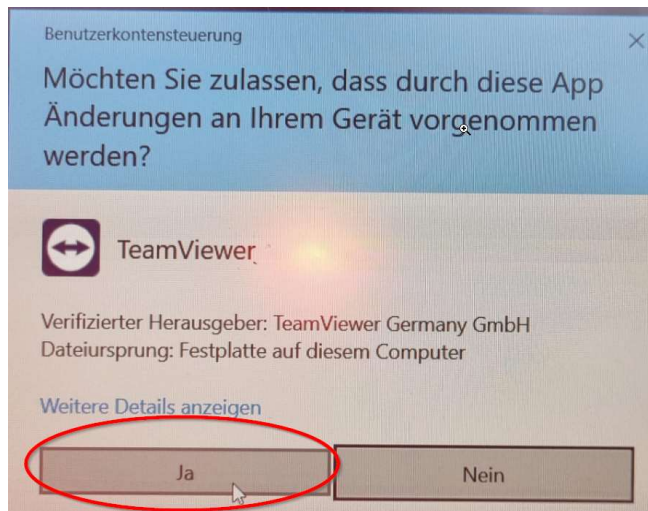 Benutzerkontensteuerung
Möchten Sie zulassen, dass durch diese App
Änderungen an Ihrem Gerät vorgenommen
werden?
TeamViewer
Verifizierter Herausgeber: TeamViewer Germany GmbH
Dateiursprung: Festplatte auf diesem Computer
Weitere Details anzeigen
Ja
Nein